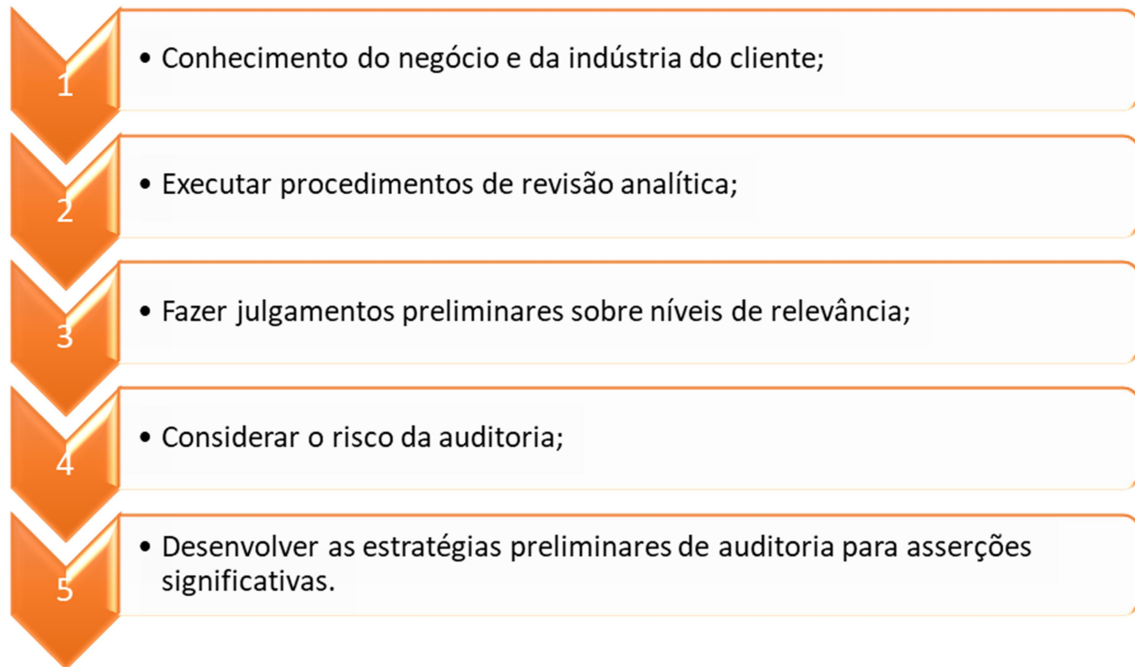 1
• Conhecimento do negócio e da indústria do cliente;
2
• Executar procedimentos de revisão analítica;
3
• Fazer julgamentos preliminares sobre níveis de relevância;
4
• Considerar o risco da auditoria;
5
• Desenvolver as estratégias preliminares de auditoria para asserções
significativas.